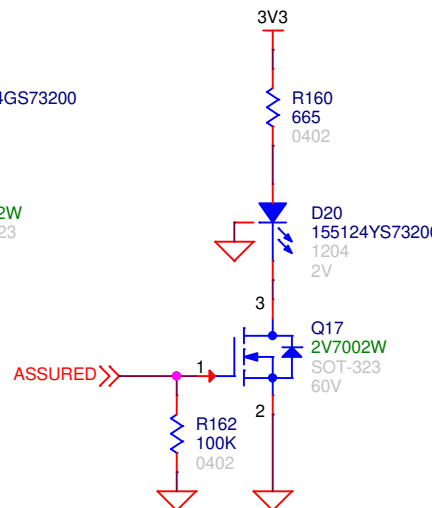 3V3
4GS73200
R160
665
0402
2W
23
D20
155124YS73200
1204
2V
3
Q17
2V7002W
SOT-323
60V
1
ASSURED
2
R162
100K
0402